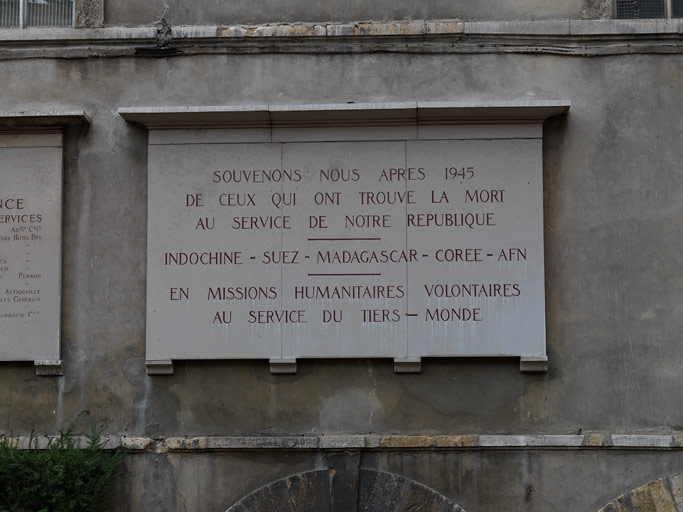 NCE
SERVICES
SOUVENONS NOUS APRES 1945
DE CEUX QUI ONT TROUVE LA MORT
AU SERVICE DE NOTRE REPUBLIQUE
INDOCHINE - SUEZ - MADAGASCAR - COREE - AFN
EN MISSIONS HUMANITAIRES VOLONTAIRES
AU SERVICE DU TIERS - MONDE